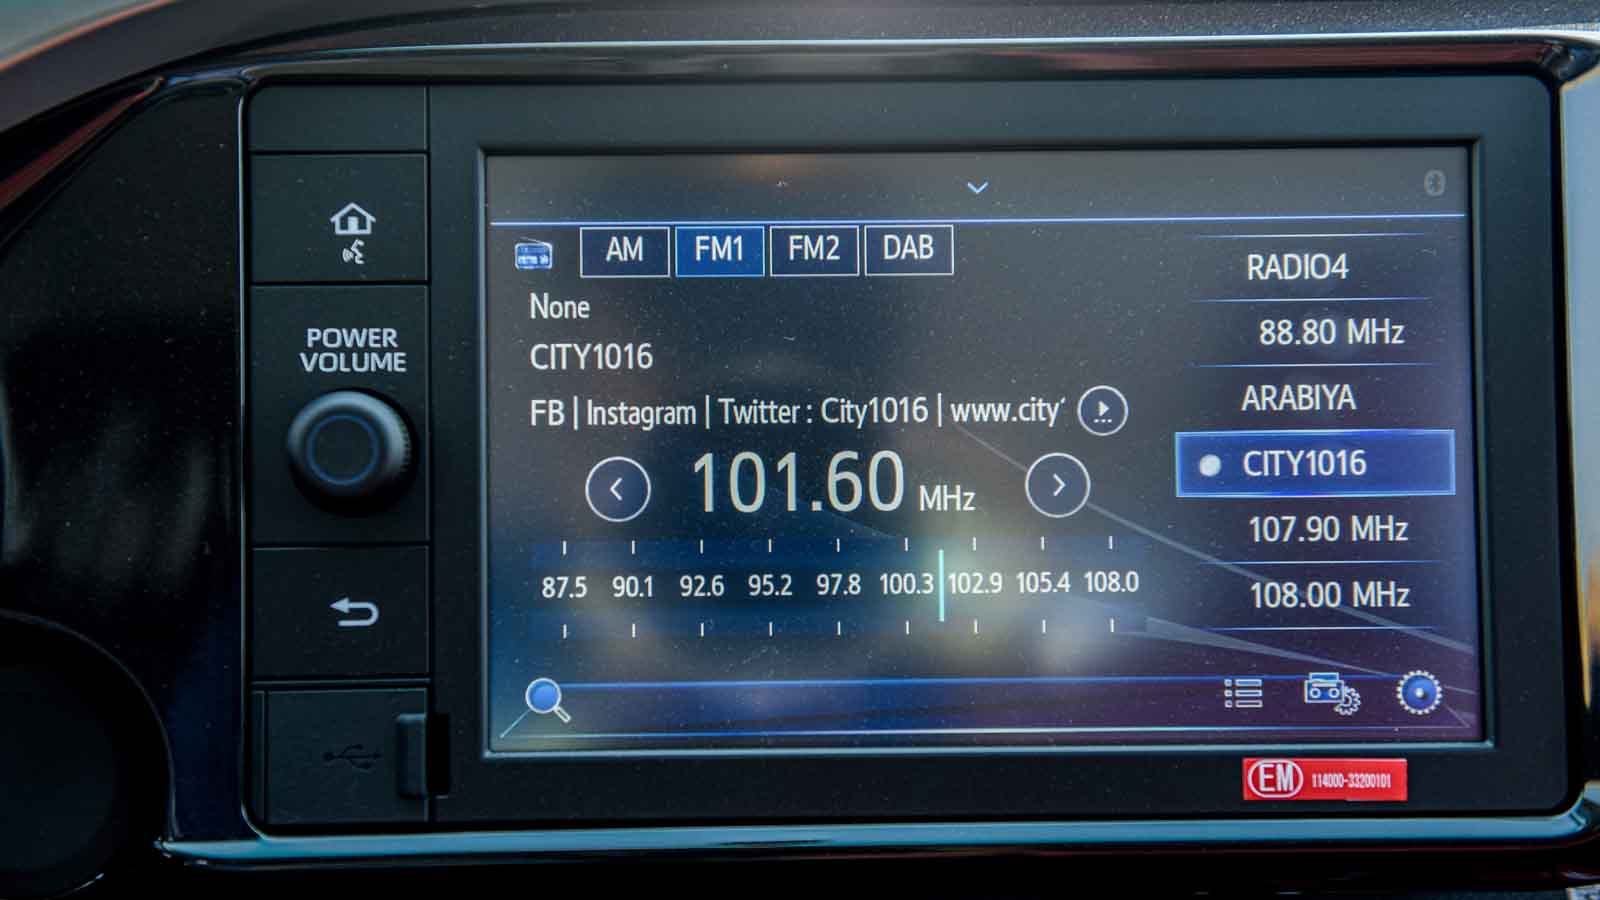 POWER
VOLUME
AM FM1 FM2 DAB
None
CITY1016
FB | Instagram | Twitter : City1016 | www.city
101.60 MHz
87.5 90.1 92.6 95.2 97.8 100.3 102.9 105.4 108.0
RADIO4
88.80 MHz
ARABIYA
CITY1016
107.90 MHz
108.00 MHz
EM 114000-33200101